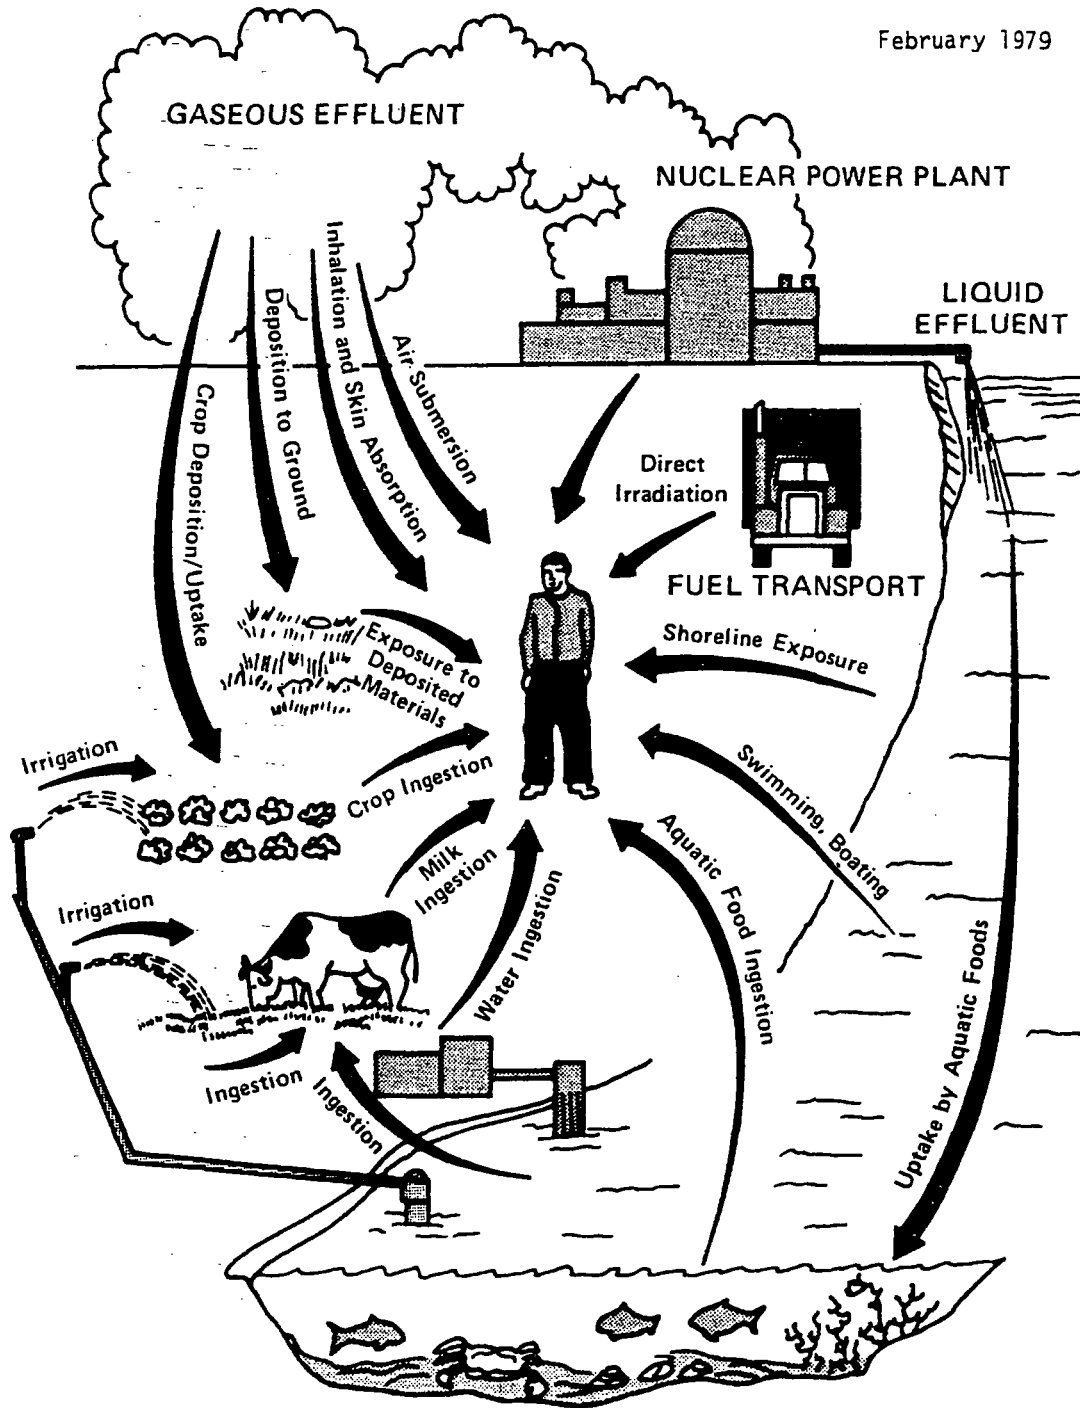 February 1979
GASEOUS EFFLUENT
NUCLEAR POWER PLANT
LIQUID
EFFLUENT
Inhalation and Skin Absorption
Deposition to Ground
Air Submersion
Crop Deposition/Uptake
Direct
Irradiation
FUEL TRANSPORT
Shoreline Exposure
Exposure to
Deposited
Materials
Irrigation
Crop Ingestion
Swimming, Boating
Milk
Ingestion
Aquatic Food Ingestion
Irrigation
Water Ingestion
Uptake by Aquatic Foods
Ingestion
Ingestion